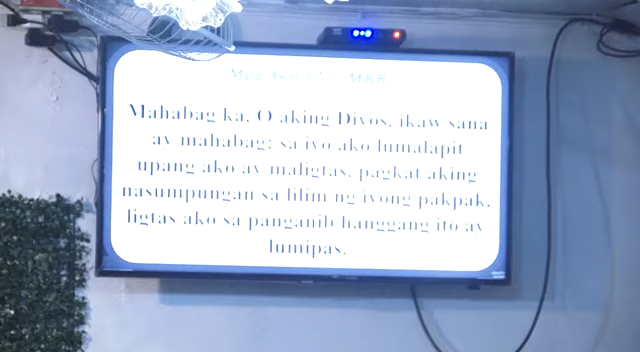 Mahabag ka, O aking Diyos, ikaw sana
ay mahabag; sa iyo ako lumalapit
upang ako ay maligtas, pagkat aking
nasumpungan sa lilim ng iyong pakpak,
ligtas ako sa panganib hanggang ito ay
lumipas.